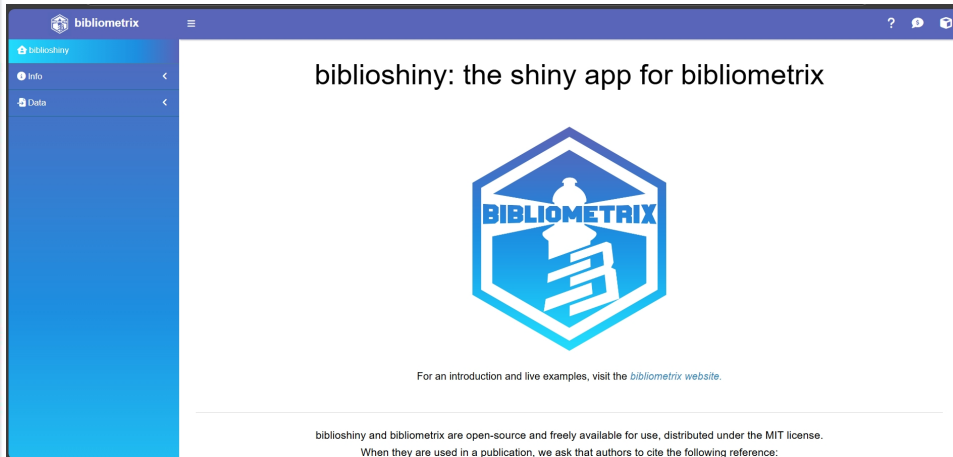 bibliometrix
?
biblioshiny
Info
Data
biblioshiny: the shiny app for bibliometrix
BIBLIOMETRIX
For an introduction and live examples, visit the bibliometrix website.
biblioshiny and bibliometrix are open-source and freely available for use, distributed under the MIT license.
When they are used in a publication, we ask that authors to cite the following reference: